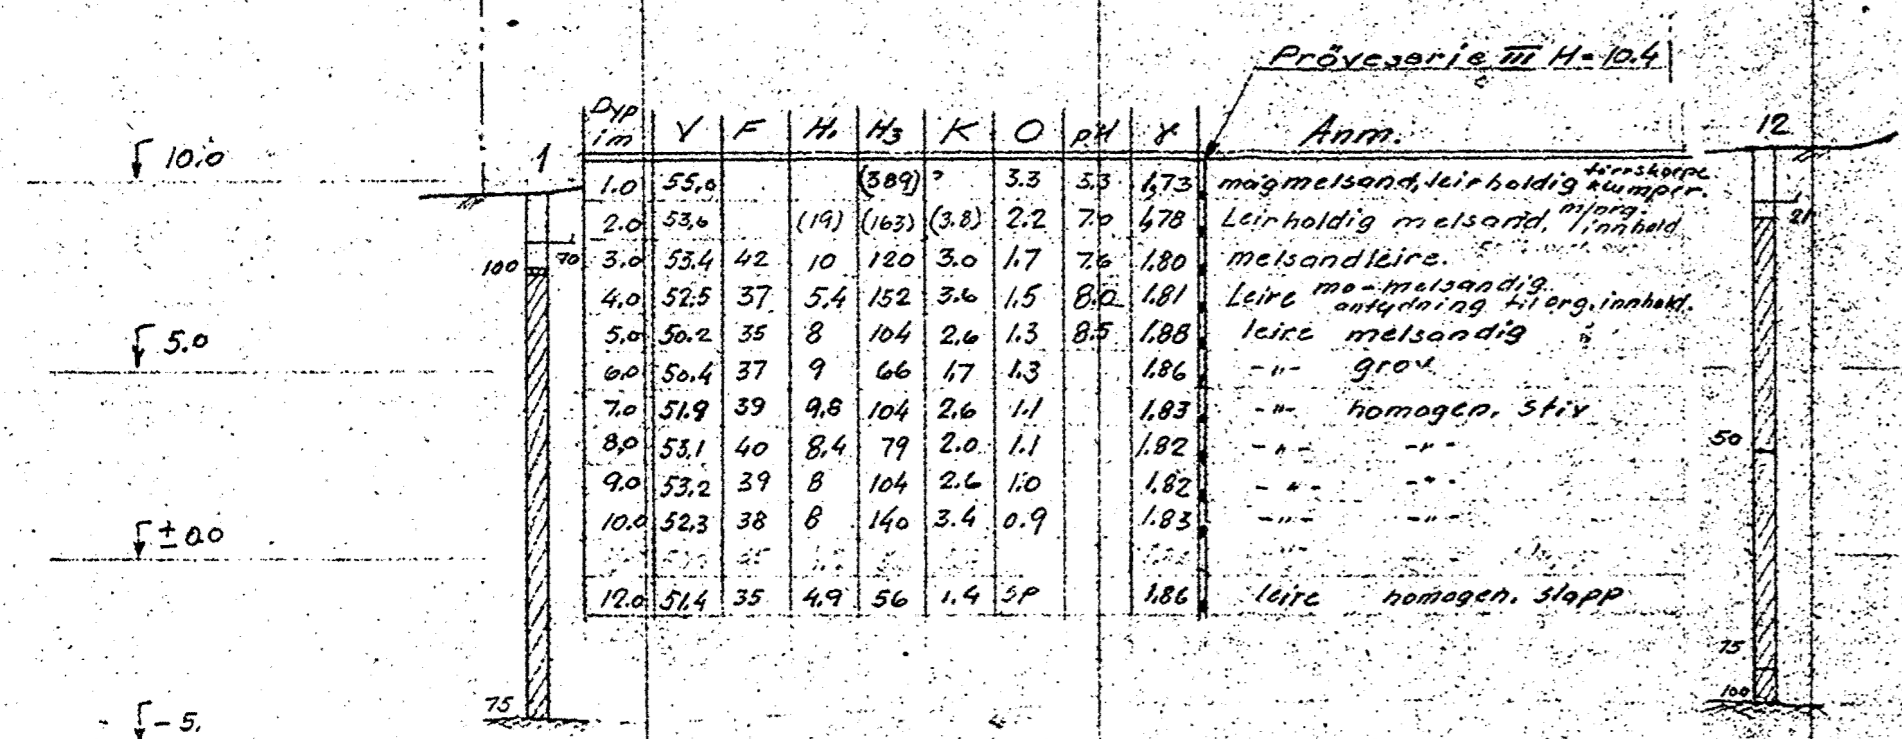 Pröveserie III H=10.4
Dyp im V F H₁ H₃ K O pH γ Anm.
1.0 55,0 (389) ? 3.3 5.3 1,73 magmelsand, leirholdig tørrskorpe klumper.
2.0 53,6 (19) (163) (3.8) 2.2 7.0 1,78 Leirholdig melsand, m/org. innhold
3.0 53.4 42 10 120 3.0 1.7 7.6 1.80 melsandleire.
4.0 52.5 37 5.4 152 3.6 1.5 8.0 1.81 Leire mo-melsandig. antydning til org. innhold.
5.0 50.2 35 8 104 2.6 1.3 8.5 1.88 leire melsandig
6.0 50.4 37 9 66 1.7 1.3 1.86 -"- grov
7.0 51.9 39 9,8 104 2.6 1.1 1.83 -"- homogen, stiv
8,0 53,1 40 8,4 79 2.0 1.1 1.82 -"- -"-
9.0 53,2 39 8 104 2.6 1.0 1.82 -"- -"-
10.0 52,3 38 8 140 3.4 0.9 1.83 -"- -"-
12.0 51.4 35 4.9 56 1.4 SP 1.86 leire homogen, slapp
10.0
5.0
±0.0
-5.
1
100
70
75
12
21
50
75
100